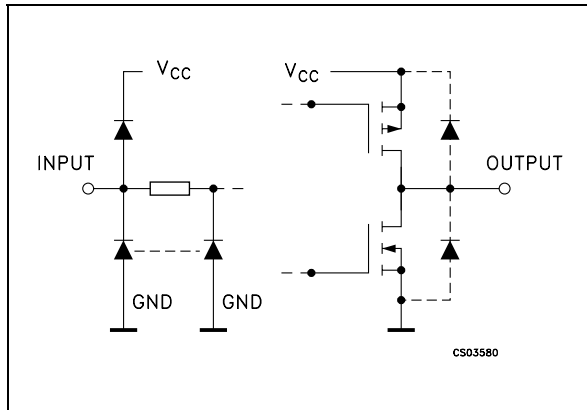 VCC
VCC
INPUT
OUTPUT
GND
GND
CS03580